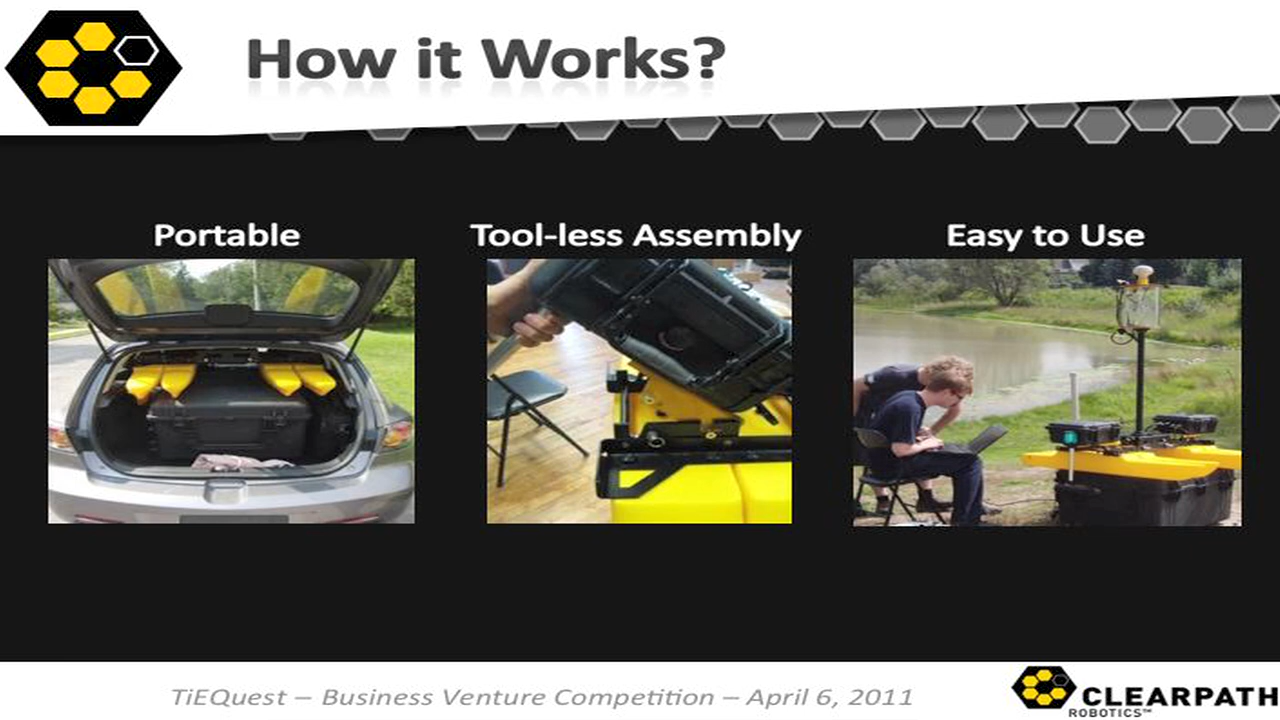 How it Works?
Portable
Tool-less Assembly
Easy to Use
TiEQuest – Business Venture Competition – April 6, 2011
CLEARPATH
ROBOTICS™